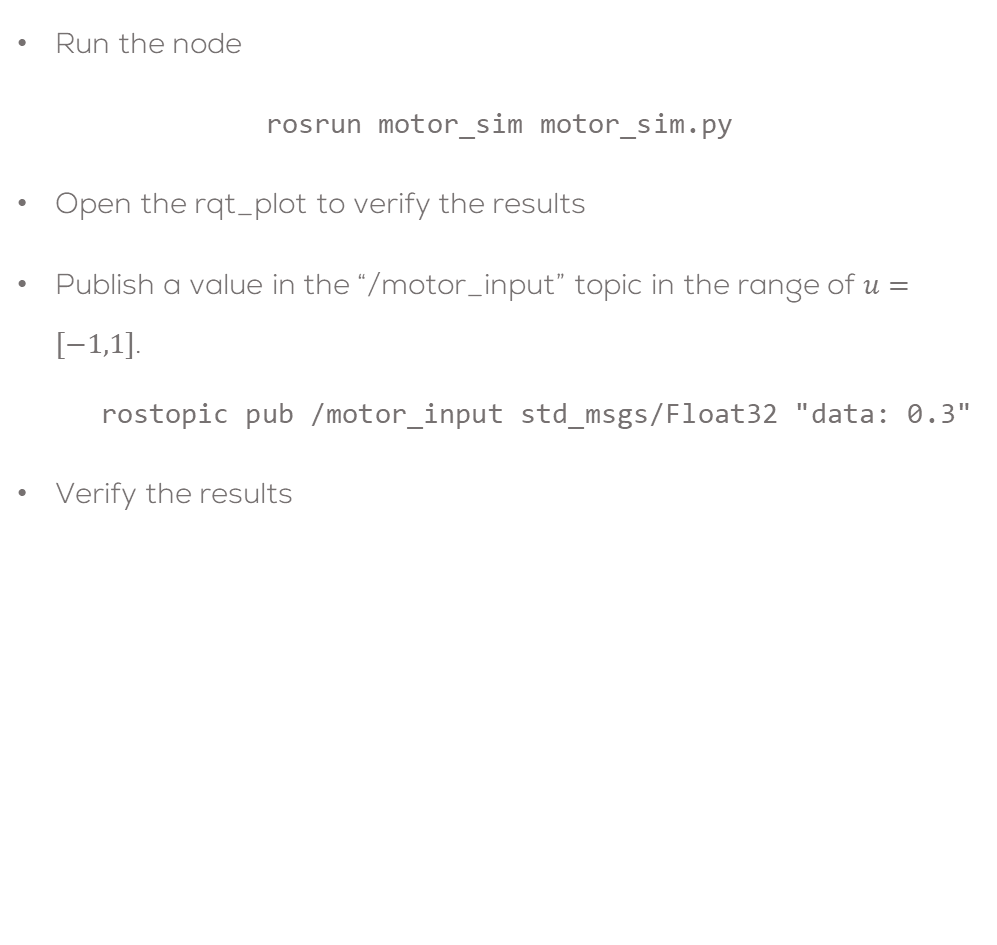 • Run the node
rosrun motor_sim motor_sim.py
• Open the rqt_plot to verify the results
• Publish a value in the “/motor_input” topic in the range of 𝑢 =
[−1,1].
rostopic pub /motor_input std_msgs/Float32 "data: 0.3"
• Verify the results